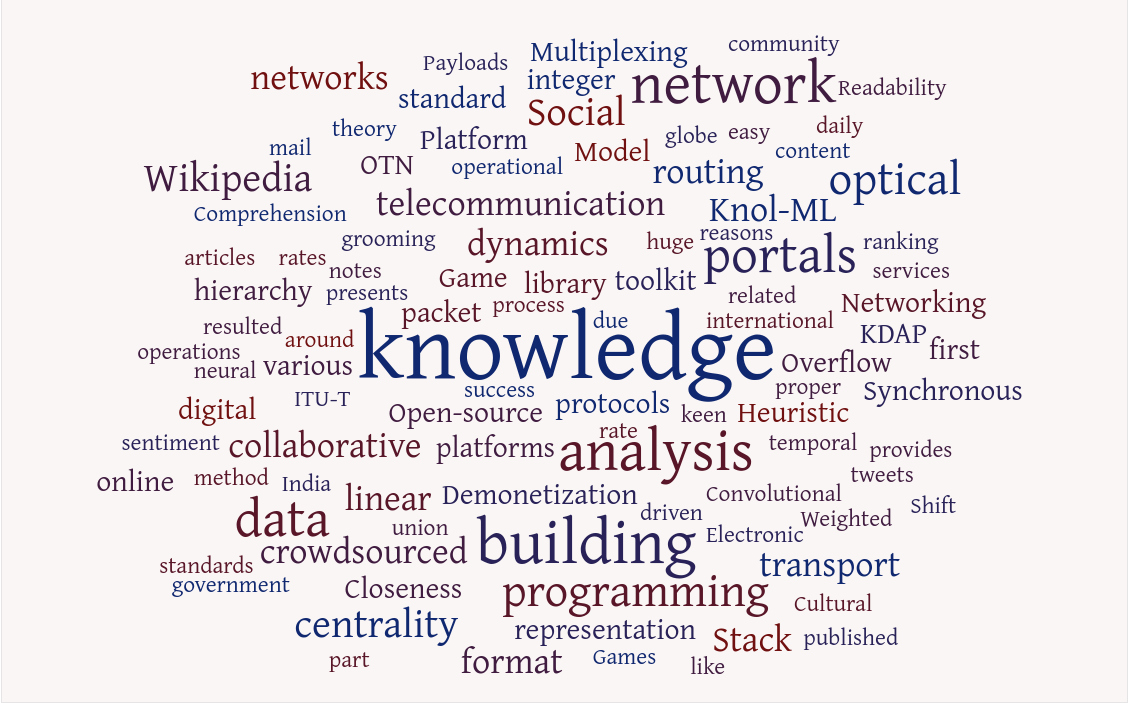 community
Multiplexing
Payloads
networks
integer
network
Readability
standard
Social
theory
Platform
globe
easy
daily
mail
OTN
operational
Model
content
Wikipedia
routing
optical
Comprehension
telecommunication
Knol-ML
grooming
dynamics
huge
reasons
portals
ranking
articles
rates
notes
Game
library
toolkit
services
hierarchy
presents
related
Networking
packet
process
due
international
resulted
around
knowledge
KDAP
first
operations
neural
various
Overflow
success
proper
Synchronous
ITU-T
digital
Open-source
protocols
keen
Heuristic
rate
sentiment
collaborative
platforms
analysis
temporal
provides
online
method
India
tweets
linear
Demonetization
Convolutional
Shift
data
union
driven
Weighted
building
Electronic
crowdsourced
standards
transport
government
Closeness
programming
Cultural
centrality
representation
Stack
published
part
format
Games
like